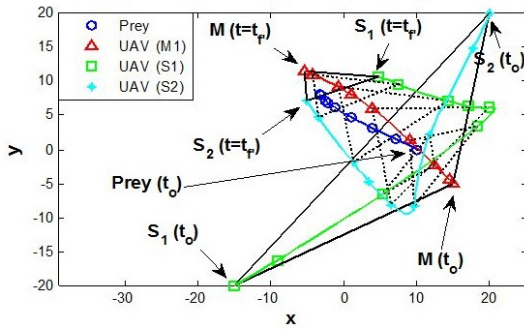 20
15
10
5
0
-5
-10
-15
-20
y
-30
-20
-10
0
10
20
x
Prey
UAV (M1)
UAV (S1)
UAV (S2)
M (t=t_f')
S_1 (t=t_f')
S_2 (t_o)
S_2 (t=t_f')
Prey (t_o)
S_1 (t_o)
M (t_o)